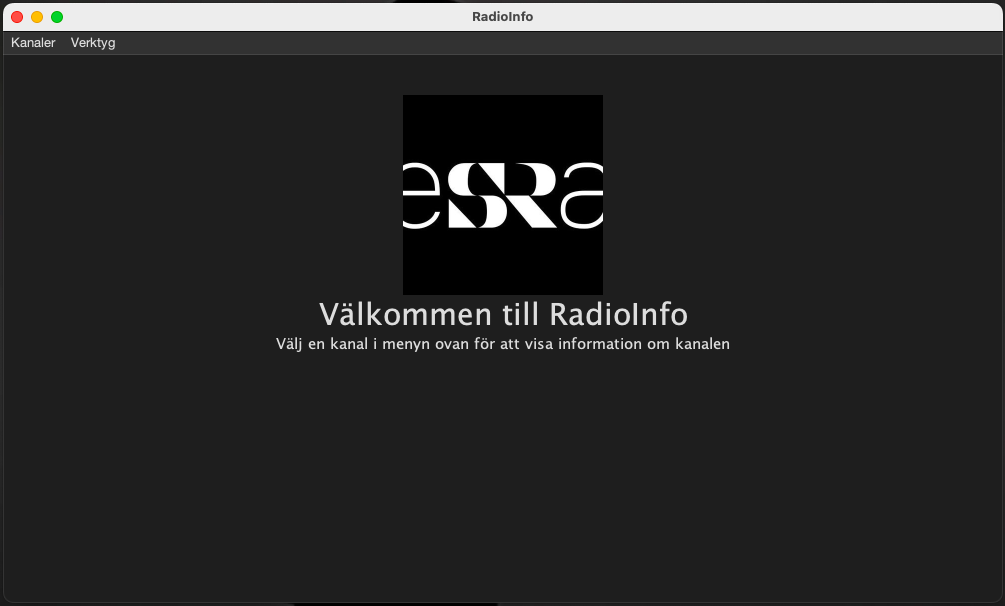 RadioInfo
Kanaler Verktyg
eSRa
Välkommen till RadioInfo
Välj en kanal i menyn ovan för att visa information om kanalen